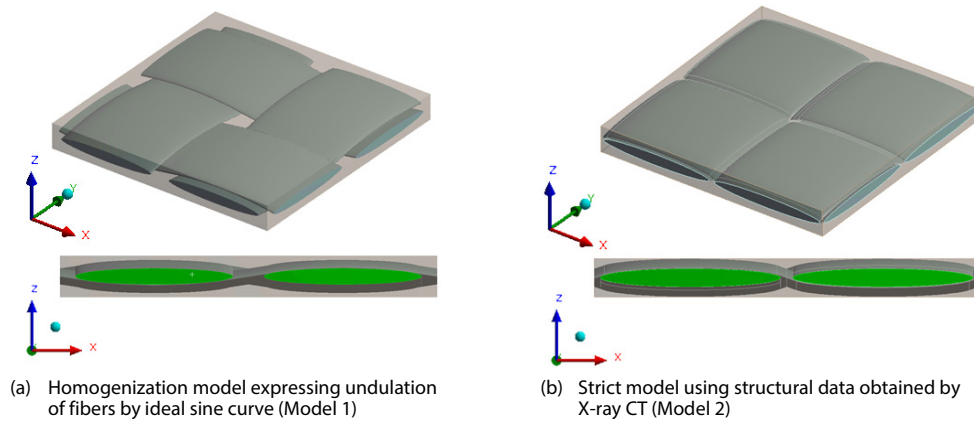 Z
Y
X
Z
X
(a) Homogenization model expressing undulation
of fibers by ideal sine curve (Model 1)
Z
Y
X
Z
X
(b) Strict model using structural data obtained by
X-ray CT (Model 2)